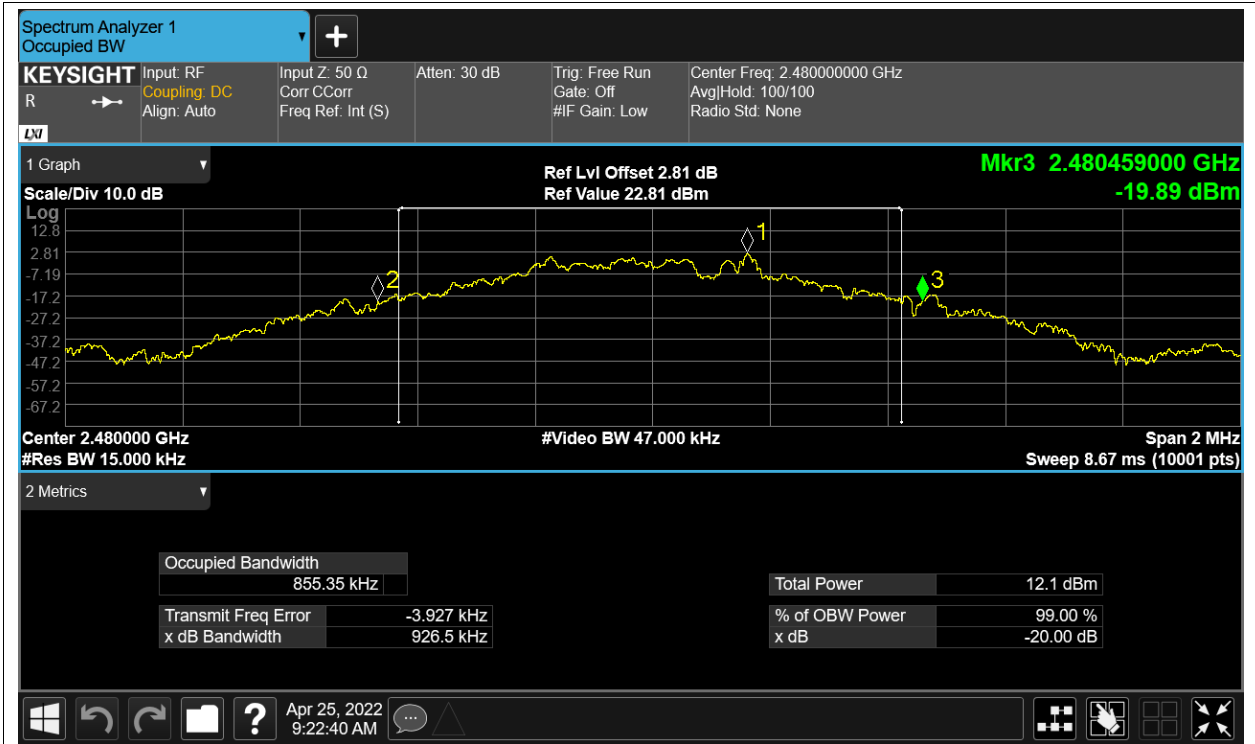 Spectrum Analyzer 1
Occupied BW
KEYSIGHT
R
LXI
Input: RF
Coupling: DC
Align: Auto
Input Z: 50 Ω
Corr CCorr
Freq Ref: Int (S)
Atten: 30 dB
Trig: Free Run
Gate: Off
#IF Gain: Low
Center Freq: 2.480000000 GHz
Avg|Hold: 100/100
Radio Std: None
1 Graph
Scale/Div 10.0 dB
Ref Lvl Offset 2.81 dB
Ref Value 22.81 dBm
Mkr3 2.480459000 GHz
-19.89 dBm
Log
12.8
2.81
-7.19
-17.2
-27.2
-37.2
-47.2
-57.2
-67.2
1
2
3
Center 2.480000 GHz
#Video BW 47.000 kHz
Span 2 MHz
#Res BW 15.000 kHz
Sweep 8.67 ms (10001 pts)
2 Metrics
Occupied Bandwidth
855.35 kHz
Transmit Freq Error -3.927 kHz
x dB Bandwidth 926.5 kHz
Total Power 12.1 dBm
% of OBW Power 99.00 %
x dB -20.00 dB
?
Apr 25, 2022
9:22:40 AM